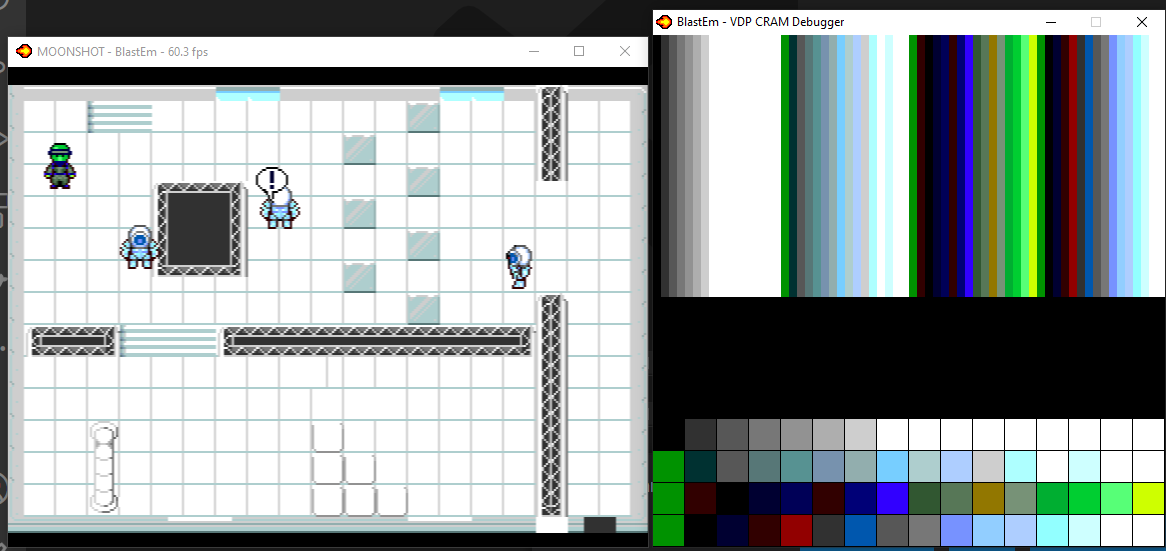 MOONSHOT - BlastEm - 60.3 fps
BlastEm - VDP CRAM Debugger
!